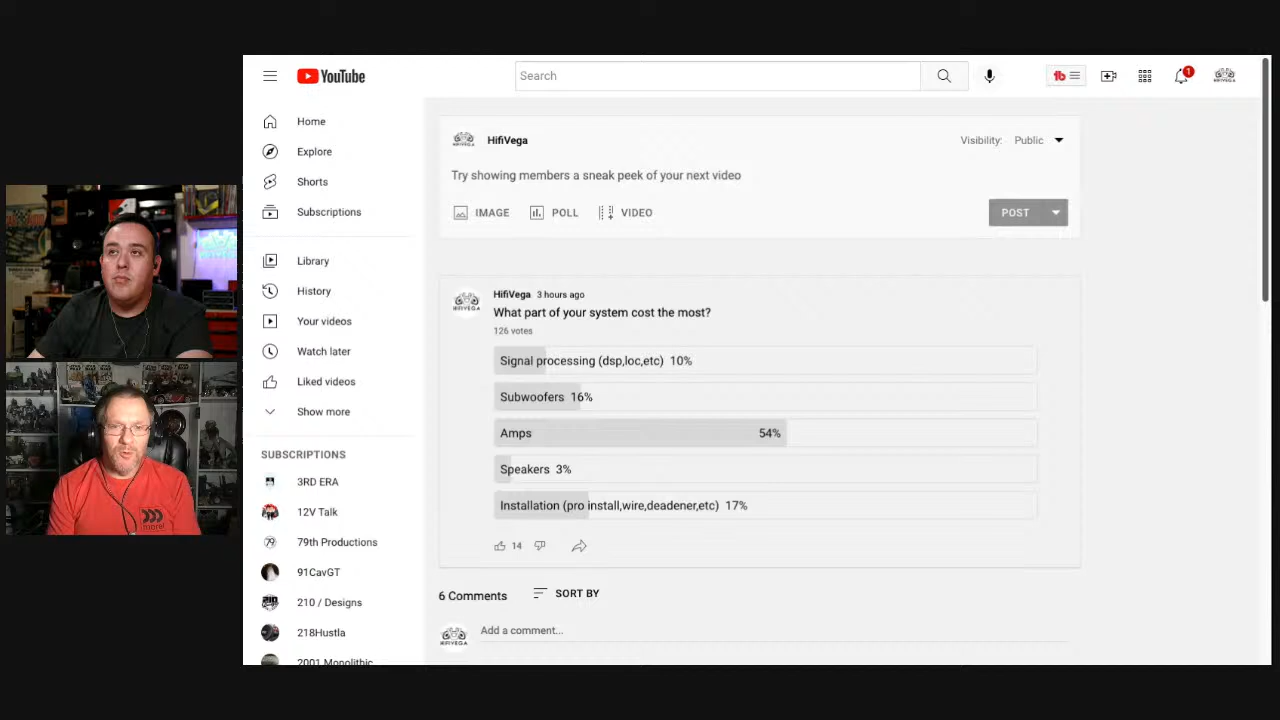 YouTube
Search
1
Home
Explore
Shorts
Subscriptions
Library
History
Your videos
Watch later
Liked videos
Show more
SUBSCRIPTIONS
3RD ERA
12V Talk
79th Productions
91CavGT
210 / Designs
218Hustla
2001 Monolithic
HifiVega
Visibility: Public
Try showing members a sneak peek of your next video
IMAGE POLL VIDEO
POST
HifiVega 3 hours ago
What part of your system cost the most?
126 votes
Signal processing (dsp,loc,etc) 10%
Subwoofers 16%
Amps 54%
Speakers 3%
Installation (pro install,wire,deadener,etc) 17%
14
6 Comments SORT BY
Add a comment...